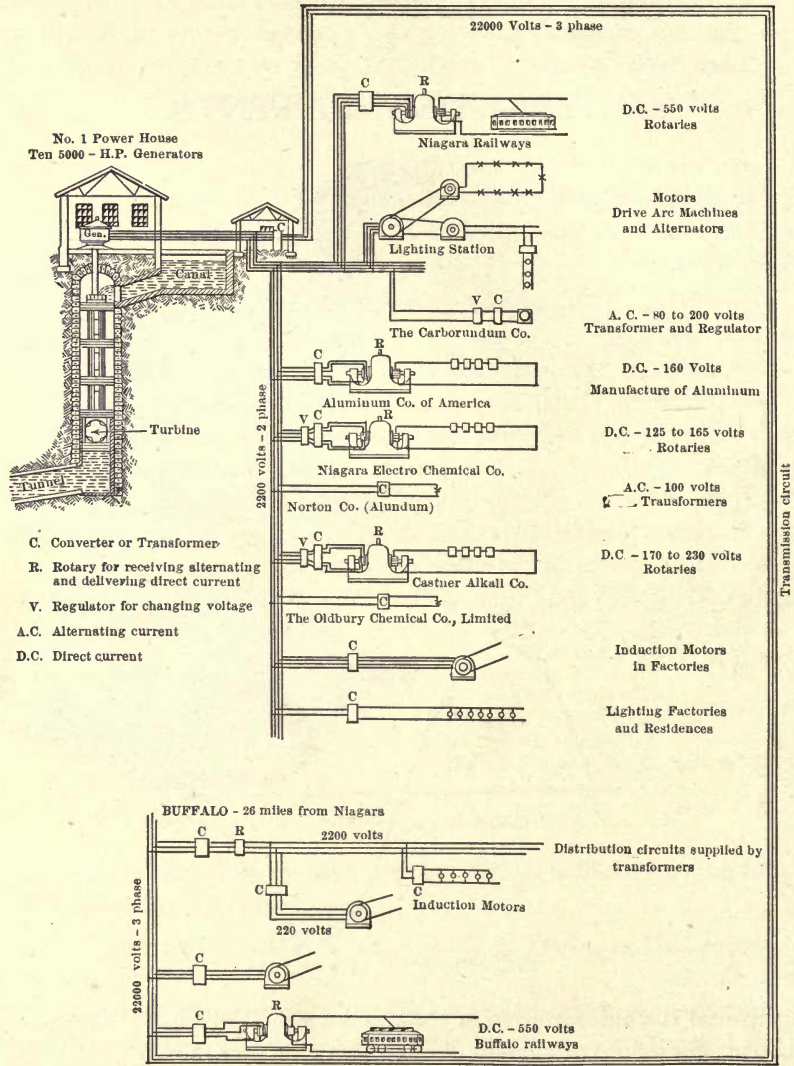 22000 Volts – 3 phase
C
R
D.C. – 550 volts
Rotaries
Niagara Railways
No. 1 Power House
Ten 5000 – H.P. Generators
Motors
Drive Arc Machines
and Alternators
Gen.
C
Lighting Station
Canal
V C
The Carborundum Co.
A. C. – 80 to 200 volts
Transformer and Regulator
R
C
D.C. – 160 Volts
Manufacture of Aluminum
Aluminum Co. of America
2200 volts – 2 phase
V C
R
D.C. – 125 to 165 volts
Rotaries
Turbine
Niagara Electro Chemical Co.
Tunnel
C
A.C. – 100 volts
Transformers
Norton Co. (Alundum)
Transmission circuit
C. Converter or Transformer
R. Rotary for receiving alternating
and delivering direct current
V. Regulator for changing voltage
A.C. Alternating current
D.C. Direct current
V C
R
D.C. – 170 to 230 volts
Rotaries
Castner Alkali Co.
C
The Oldbury Chemical Co., Limited
C
Induction Motors
in Factories
C
Lighting Factories
and Residences
BUFFALO – 26 miles from Niagara
C
R
2200 volts
Distribution circuits supplied by
transformers
C
C
Induction Motors
220 volts
22000 volts – 3 phase
C
C
R
D.C. – 550 volts
Buffalo railways